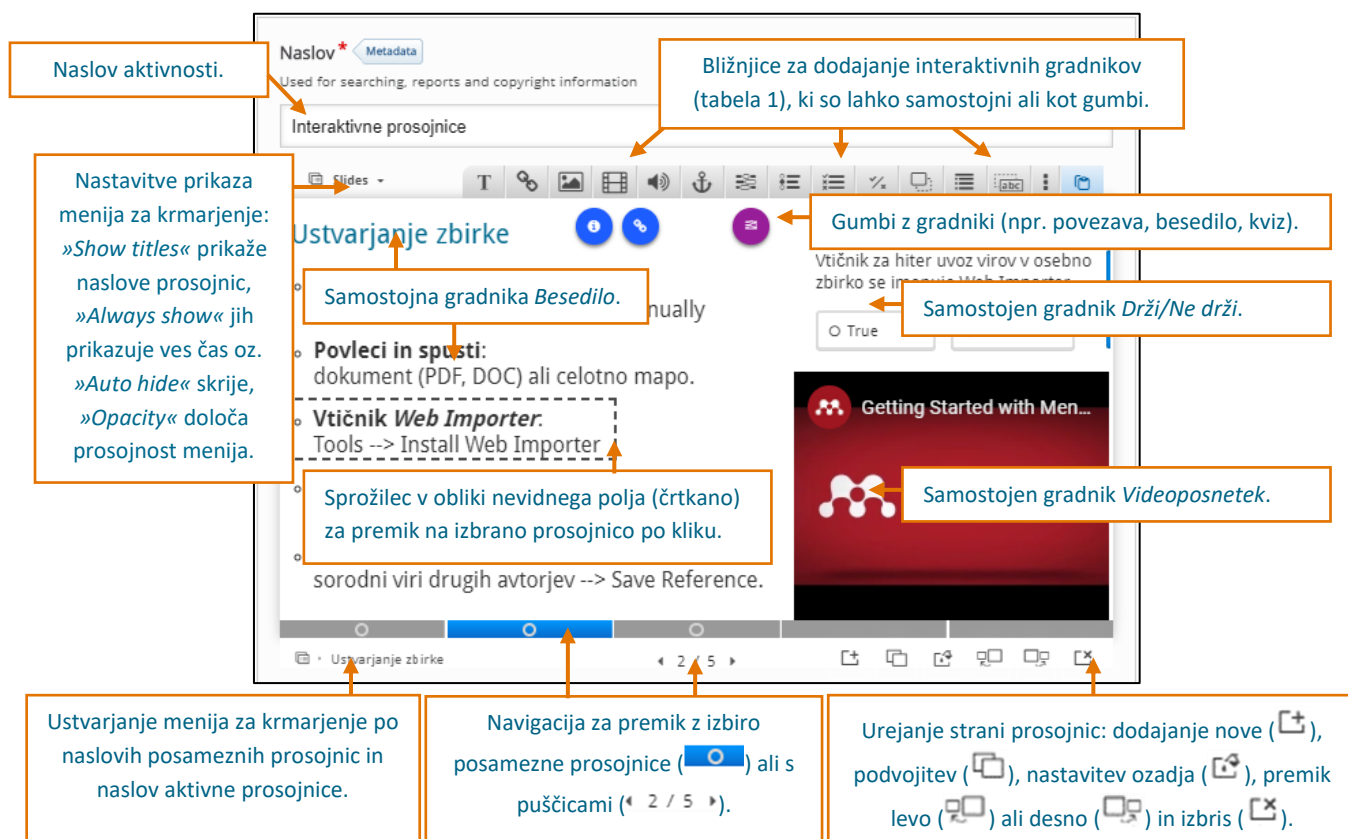 Naslov* Metadata
Used for searching, reports and copyright information
Interaktivne prosojnice
Naslov aktivnosti.
Bližnjice za dodajanje interaktivnih gradnikov
(tabela 1), ki so lahko samostojni ali kot gumbi.
Slides
T
abc
Nastavitve prikaza
menija za krmarjenje:
»Show titles« prikaže
naslove prosojnic,
»Always show« jih
prikazuje ves čas oz.
»Auto hide« skrije,
»Opacity« določa
prosojnost menija.
Ustvarjanje zbirke
Gumbi z gradniki (npr. povezava, besedilo, kviz).
Vtičnik za hiter uvoz virov v osebno
zbirko se imenuje Web Importer
Samostojna gradnika Besedilo.
Samostojen gradnik Drži/Ne drži.
True
Povleci in spusti:
dokument (PDF, DOC) ali celotno mapo.
Vtičnik Web Importer:
Tools --> Install Web Importer
Getting Started with Men...
Sprožilec v obliki nevidnega polja (črtkano)
za premik na izbrano prosojnico po kliku.
Samostojen gradnik Videoposnetek.
sorodni viri drugih avtorjev --> Save Reference.
Ustvarjanje zbirke
2 / 5
Ustvarjanje menija za krmarjenje po
naslovih posameznih prosojnic in
naslov aktivne prosojnice.
Navigacija za premik z izbiro
posamezne prosojnice ( ) ali s
puščicami ( 2 / 5 ).
Urejanje strani prosojnic: dodajanje nove ( ),
podvojitev ( ), nastavitev ozadja ( ), premik
levo ( ) ali desno ( ) in izbris ( ).